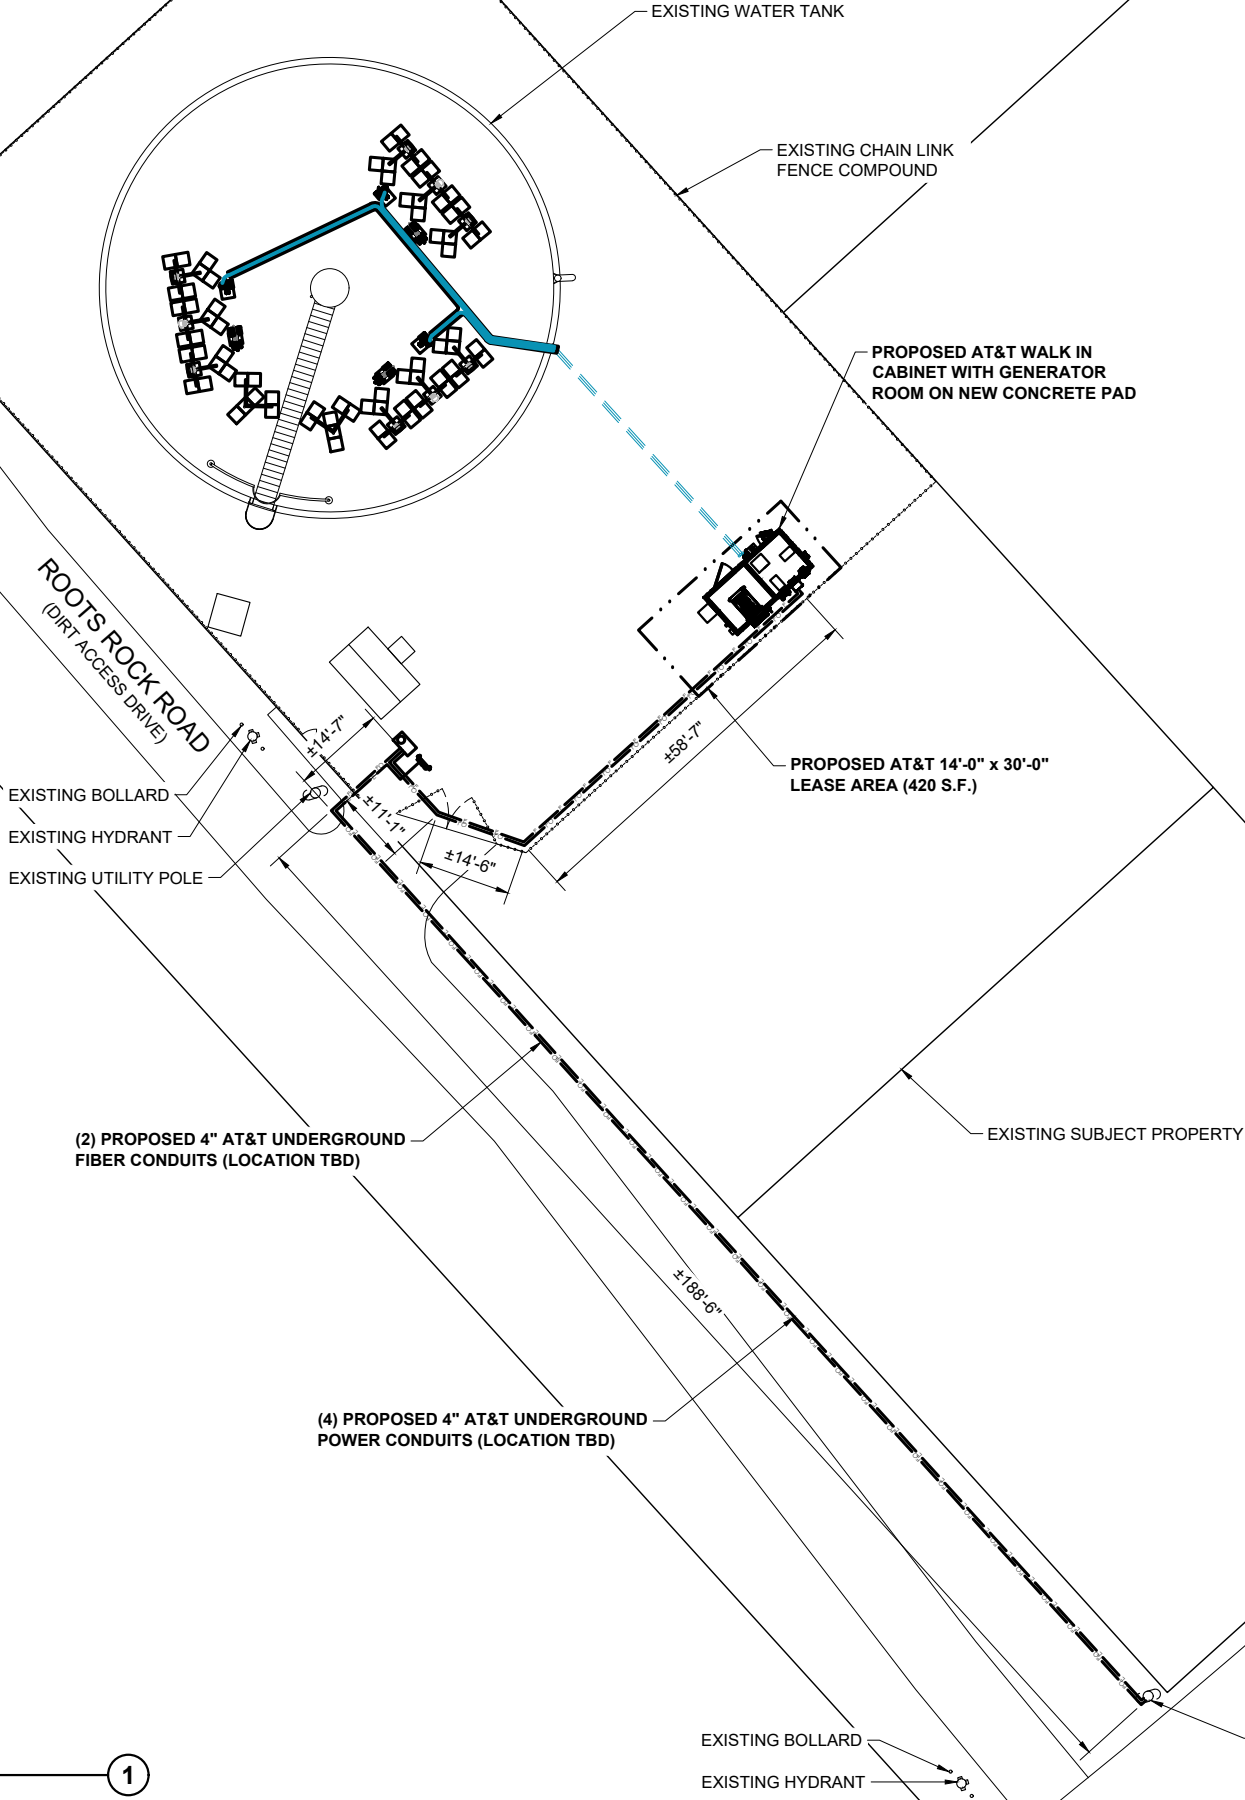 EXISTING WATER TANK
EXISTING CHAIN LINK
FENCE COMPOUND
PROPOSED AT&T WALK IN
CABINET WITH GENERATOR
ROOM ON NEW CONCRETE PAD
ROOTS ROCK ROAD
(DIRT ACCESS DRIVE)
±14'-7"
±58'-7"
PROPOSED AT&T 14'-0" x 30'-0"
LEASE AREA (420 S.F.)
EXISTING BOLLARD
EXISTING HYDRANT
EXISTING UTILITY POLE
±11'-1"
±14'-6"
(2) PROPOSED 4" AT&T UNDERGROUND
FIBER CONDUITS (LOCATION TBD)
EXISTING SUBJECT PROPERTY
±188'-6"
(4) PROPOSED 4" AT&T UNDERGROUND
POWER CONDUITS (LOCATION TBD)
EXISTING BOLLARD
EXISTING HYDRANT
1